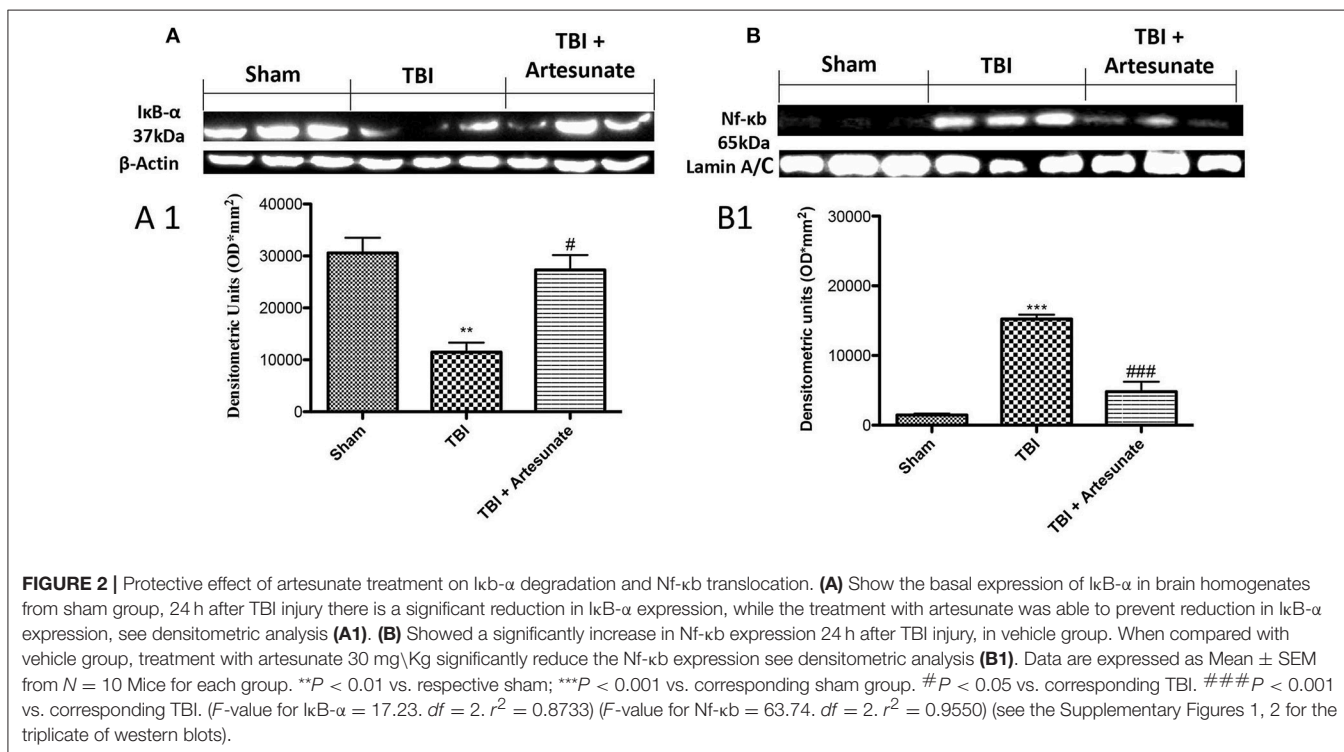 A
Sham
TBI
TBI +
Artesunate
IκB-α
37kDa
β-Actin
B
Sham
TBI
TBI +
Artesunate
Nf-κb
65kDa
Lamin A/C
A 1
Densitometric Units (OD*mm²)
40000
30000
20000
10000
0
**
#
Sham
TBI
TBI + Artesunate
B1
Densitometric units (OD*mm²)
30000
20000
10000
0
***
###
Sham
TBI
TBI + Artesunate
FIGURE 2 | Protective effect of artesunate treatment on Iκb-α degradation and Nf-κb translocation. (A) Show the basal expression of IκB-α in brain homogenates
from sham group, 24 h after TBI injury there is a significant reduction in IκB-α expression, while the treatment with artesunate was able to prevent reduction in IκB-α
expression, see densitometric analysis (A1). (B) Showed a significantly increase in Nf-κb expression 24 h after TBI injury, in vehicle group. When compared with
vehicle group, treatment with artesunate 30 mg\Kg significantly reduce the Nf-κb expression see densitometric analysis (B1). Data are expressed as Mean ± SEM
from N = 10 Mice for each group. **P < 0.01 vs. respective sham; ***P < 0.001 vs. corresponding sham group. #P < 0.05 vs. corresponding TBI. ###P < 0.001
vs. corresponding TBI. (F-value for IκB-α = 17.23. df = 2. r² = 0.8733) (F-value for Nf-κb = 63.74. df = 2. r² = 0.9550) (see the Supplementary Figures 1, 2 for the
triplicate of western blots).